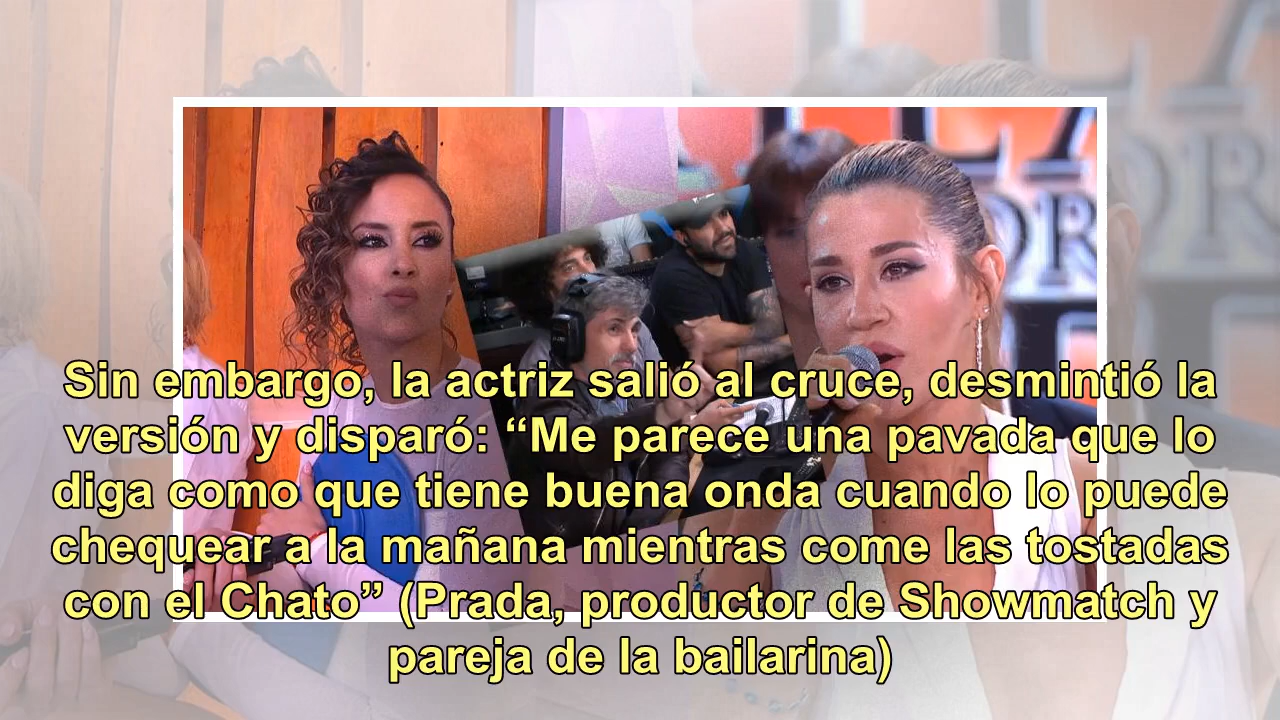 Sin embargo, la actriz salió al cruce, desmintió la
versión y disparó: “Me parece una pavada que lo
diga como que tiene buena onda cuando lo puede
chequear a la mañana mientras come las tostadas
con el Chato” (Prada, productor de Showmatch y
pareja de la bailarina)